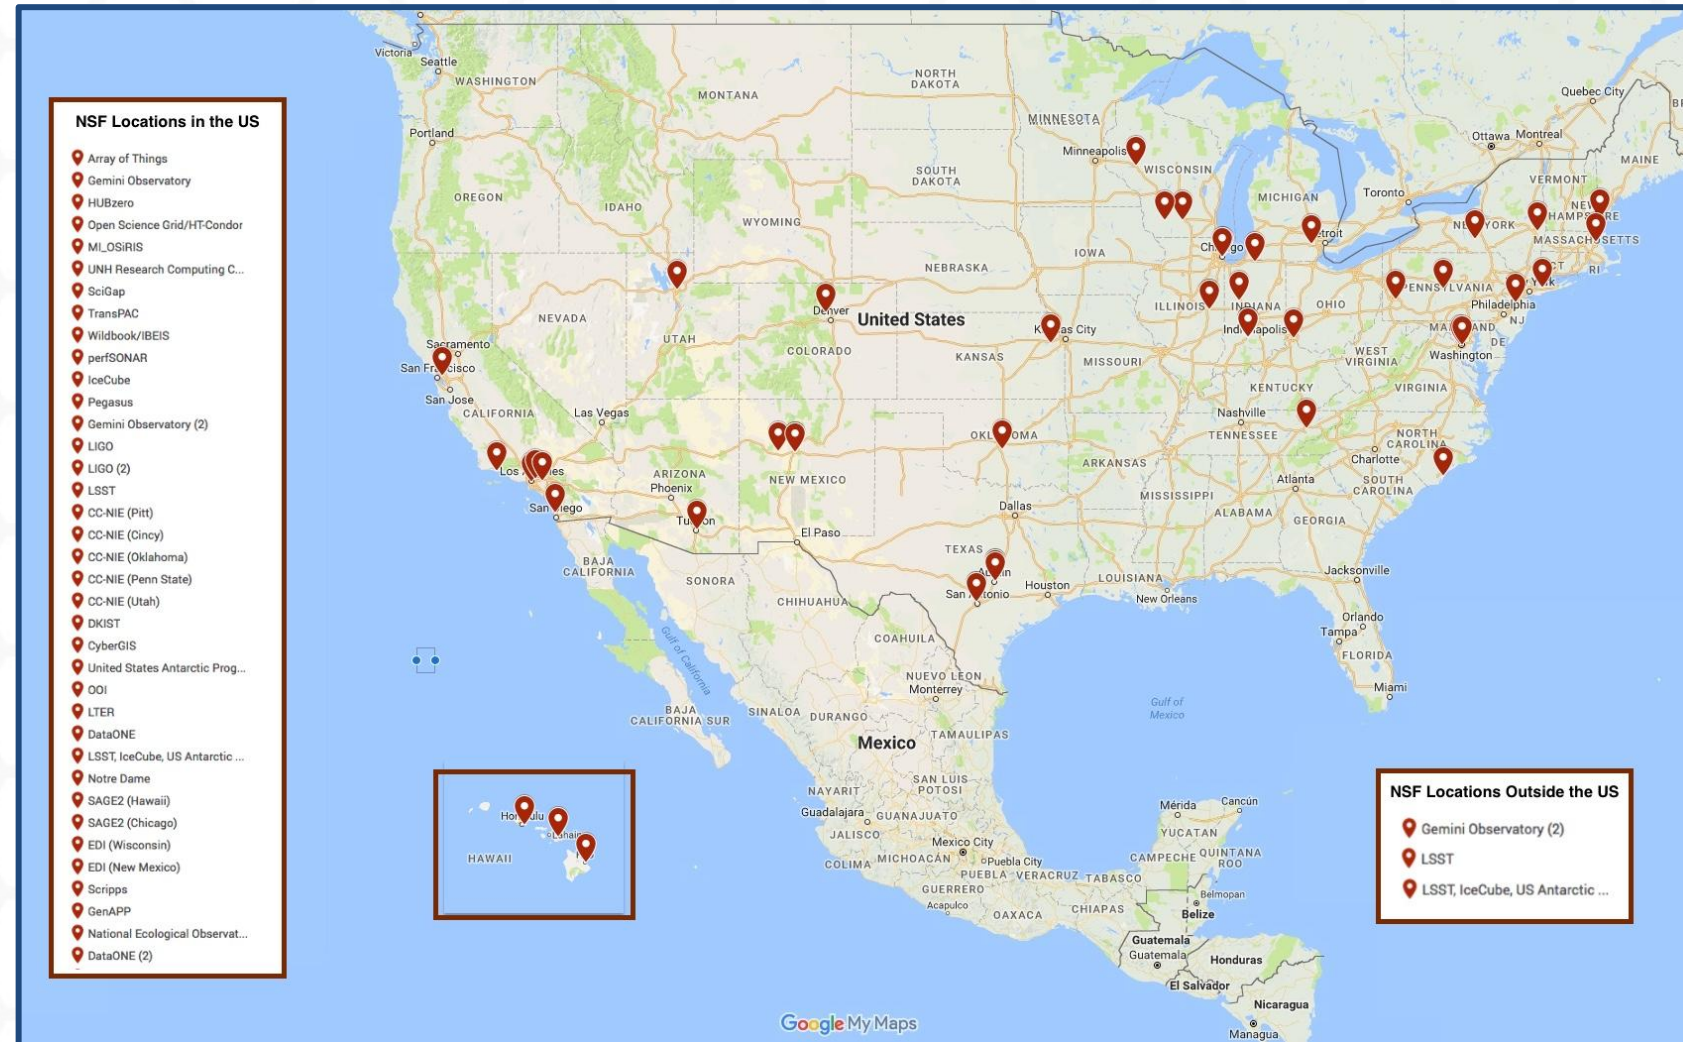 NSF Locations in the US
Array of Things
Gemini Observatory
HUBzero
Open Science Grid/HT-Condor
MI_OSiRIS
UNH Research Computing C...
SciGap
TransPAC
Wildbook/IBEIS
perfSONAR
IceCube
Pegasus
Gemini Observatory (2)
LIGO
LIGO (2)
LSST
CC-NIE (Pitt)
CC-NIE (Cincy)
CC-NIE (Oklahoma)
CC-NIE (Penn State)
CC-NIE (Utah)
DKIST
CyberGIS
United States Antarctic Prog...
OOI
LTER
DataONE
LSST, IceCube, US Antarctic ...
Notre Dame
SAGE2 (Hawaii)
SAGE2 (Chicago)
EDI (Wisconsin)
EDI (New Mexico)
Scripps
GenAPP
National Ecological Observat...
DataONE (2)
Victoria
Seattle
WASHINGTON
Portland
OREGON
IDAHO
MONTANA
NORTH
DAKOTA
MINNESOTA
Minneapolis
WISCONSIN
SOUTH
DAKOTA
WYOMING
MICHIGAN
Toronto
Ottawa
Montreal
Quebec City
MAINE
VERMONT
MASSACHSETTS
RI
IOWA
NEBRASKA
NEVADA
UTAH
COLORADO
United States
KANSAS
MISSOURI
ILLINOIS
INDIANA
OHIO
PENNSYLVANIA
Philadelphia
NJ
DE
Washington
WEST
VIRGINIA
VIRGINIA
KENTUCKY
Nashville
TENNESSEE
NORTH
CAROLINA
Charlotte
SOUTH
CAROLINA
Atlanta
ALABAMA
GEORGIA
MISSISSIPPI
ARKANSAS
Sacramento
San Jose
CALIFORNIA
Las Vegas
ARIZONA
Phoenix
NEW MEXICO
El Paso
Dallas
TEXAS
Houston
LOUISIANA
New Orleans
Jacksonville
Orlando
Tampa
FLORIDA
Miami
BAJA
CALIFORNIA
SONORA
CHIHUAHUA
COAHUILA
Gulf of California
NUEVO LEON
Monterrey
BAJA
CALIFORNIA SUR
SINALOA
DURANGO
TAMAULIPAS
Mexico
Gulf of
Mexico
SAN LUIS
POTOSI
NAYARIT
Guadalajara
GUANAJUATO
JALISCO
Mexico City
COLIMA
MICHOACÁN
Puebla City
PUEBLA
VERACRUZ
TABASCO
GUERRERO
Acapulco
OAXACA
CHIAPAS
Mérida
Cancún
YUCATAN
CAMPECHE
QUINTANA
ROO
Belmopan
Belize
Guatemala
Guatemala
Honduras
El Salvador
Nicaragua
Managua
HAWAII
NSF Locations Outside the US
Gemini Observatory (2)
LSST
LSST, IceCube, US Antarctic ...
Google My Maps